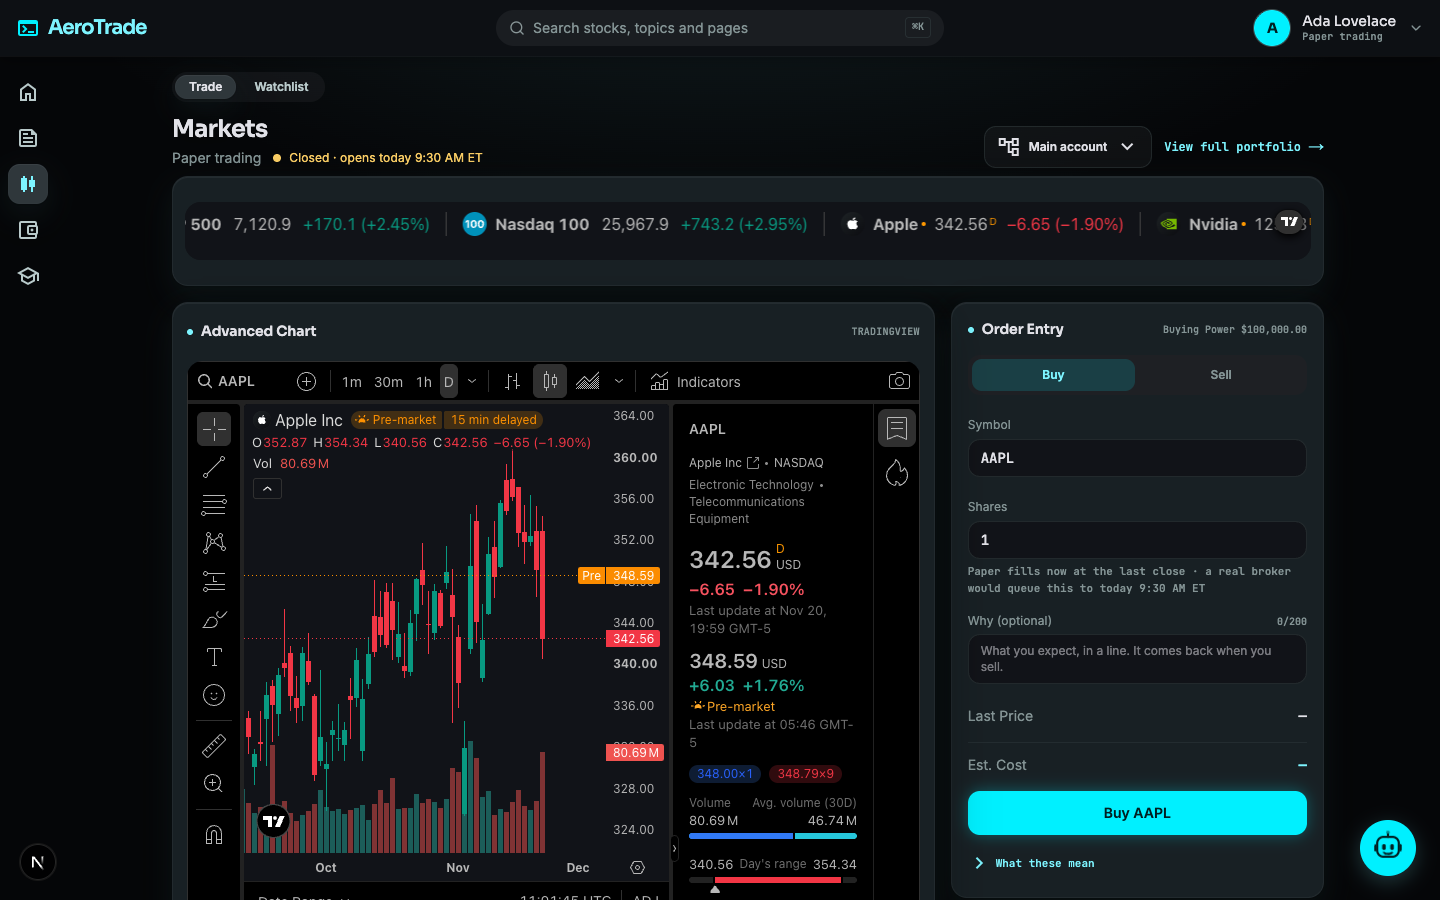 AeroTrade
Search stocks, topics and pages
⌘K
A
Ada Lovelace
Paper trading
Trade
Watchlist
Markets
Paper trading
Closed · opens today 9:30 AM ET
Main account
View full portfolio →
500 7,120.9 +170.1 (+2.45%)
100 Nasdaq 100 25,967.9 +743.2 (+2.95%)
Apple 342.56 D −6.65 (−1.90%)
Nvidia
Advanced Chart
TRADINGVIEW
AAPL
1m 30m 1h D
Indicators
Apple Inc
Pre-market
15 min delayed
O352.87 H354.34 L340.56 C342.56 −6.65 (−1.90%)
Vol 80.69 M
364.00
360.00
356.00
352.00
Pre 348.59
344.00
342.56
340.00
336.00
80.69 M
328.00
324.00
Oct
Nov
Dec
AAPL
Apple Inc • NASDAQ
Electronic Technology •
Telecommunications
Equipment
342.56 D USD
−6.65 −1.90%
Last update at Nov 20,
19:59 GMT-5
348.59 USD
+6.03 +1.76%
Pre-market
Last update at 05:46 GMT-
5
348.00×1
348.79×9
Volume
Avg. volume (30D)
80.69 M
46.74 M
340.56 Day's range 354.34
Order Entry
Buying Power $100,000.00
Buy
Sell
Symbol
AAPL
Shares
1
Paper fills now at the last close · a real broker
would queue this to today 9:30 AM ET
Why (optional)
0/200
What you expect, in a line. It comes back when you
sell.
Last Price
–
Est. Cost
–
Buy AAPL
What these mean
N